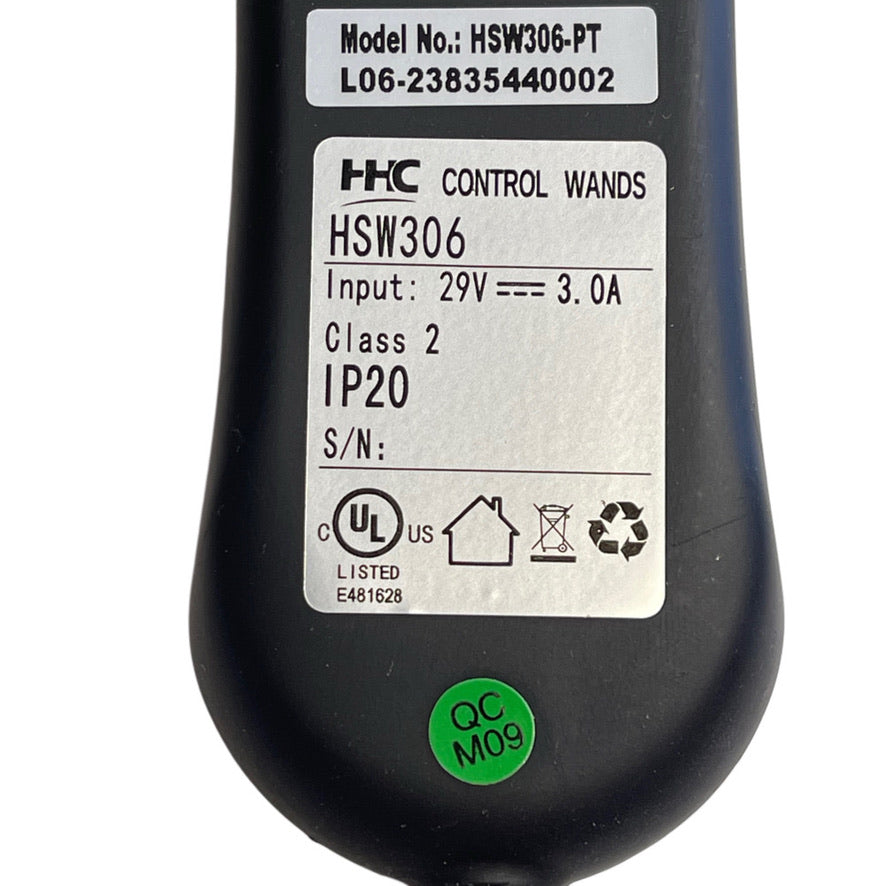 Model No.: HSW306-PT
L06-23835440002
HHC CONTROL WANDS
HSW306
Input: 29V⎓3.0A
Class 2
IP20
S/N:
C UL US
LISTED
E481628
QC
M09